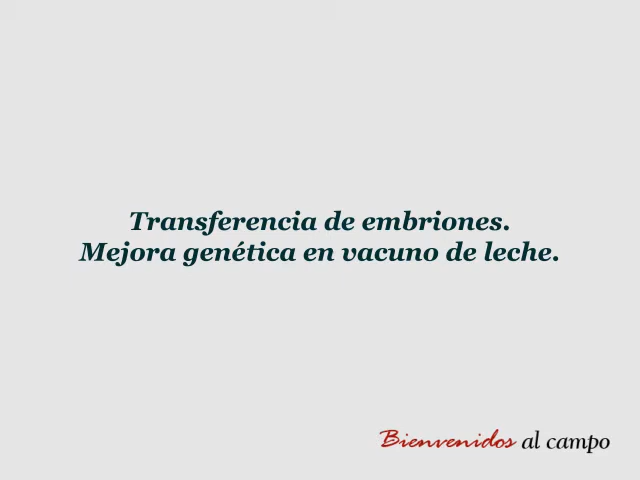 Transferencia de embriones.
Mejora genética en vacuno de leche.
Bienvenidos al campo